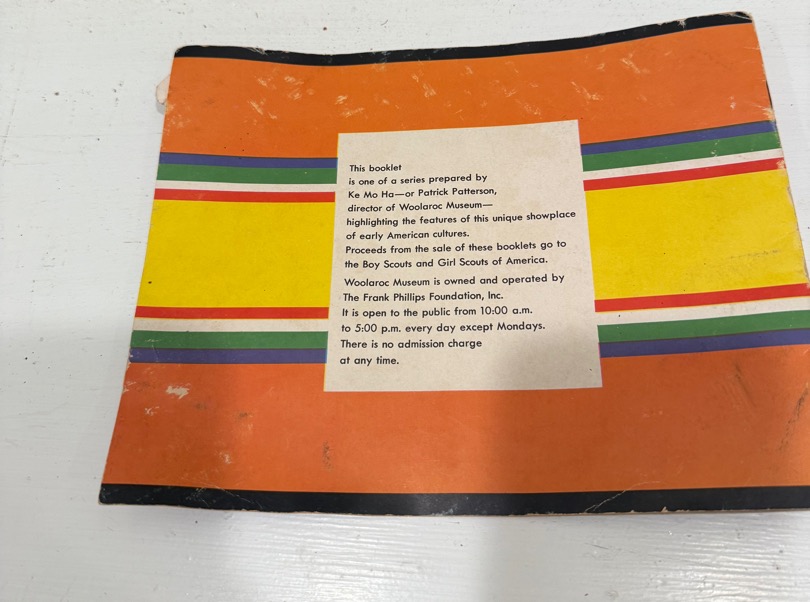 This booklet
is one of a series prepared by
Ke Mo Ha—or Patrick Patterson,
director of Woolaroc Museum—
highlighting the features of this unique showplace
of early American cultures.
Proceeds from the sale of these booklets go to
the Boy Scouts and Girl Scouts of America.
Woolaroc Museum is owned and operated by
The Frank Phillips Foundation, Inc.
It is open to the public from 10:00 a.m.
to 5:00 p.m. every day except Mondays.
There is no admission charge
at any time.